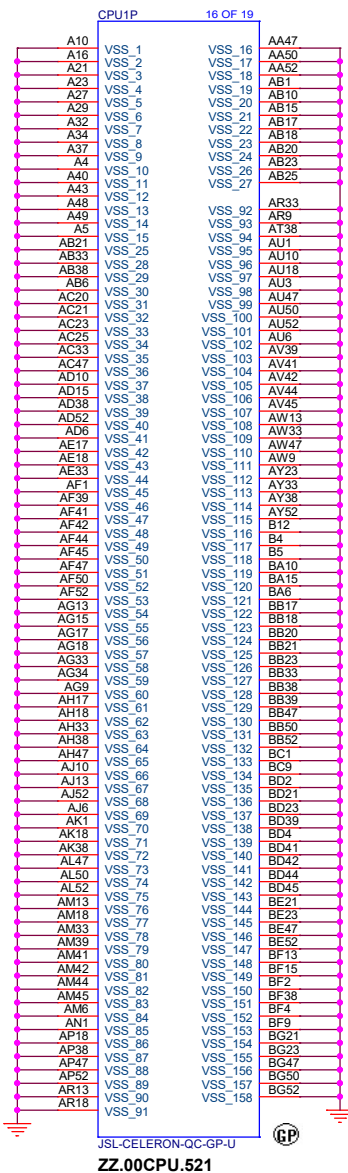 CPU1P 16 OF 19
A10 VSS_1 VSS_16 AA47
A16 VSS_2 VSS_17 AA50
A21 VSS_3 VSS_18 AA52
A23 VSS_4 VSS_19 AB1
A27 VSS_5 VSS_20 AB10
A29 VSS_6 VSS_21 AB15
A32 VSS_7 VSS_22 AB17
A34 VSS_8 VSS_23 AB18
A37 VSS_9 VSS_24 AB20
A4 VSS_10 VSS_26 AB23
A40 VSS_11 VSS_27 AB25
A43 VSS_12
A48 VSS_13 VSS_92 AR33
A49 VSS_14 VSS_93 AR9
A5 VSS_15 VSS_94 AT38
AB21 VSS_25 VSS_95 AU1
AB33 VSS_28 VSS_96 AU10
AB38 VSS_29 VSS_97 AU18
AB6 VSS_30 VSS_98 AU3
AC20 VSS_31 VSS_99 AU47
AC21 VSS_32 VSS_100 AU50
AC23 VSS_33 VSS_101 AU52
AC25 VSS_34 VSS_102 AU6
AC33 VSS_35 VSS_103 AV39
AC47 VSS_36 VSS_104 AV41
AD10 VSS_37 VSS_105 AV42
AD15 VSS_38 VSS_106 AV44
AD38 VSS_39 VSS_107 AV45
AD52 VSS_40 VSS_108 AW13
AD6 VSS_41 VSS_109 AW33
AE17 VSS_42 VSS_110 AW47
AE18 VSS_43 VSS_111 AW9
AE33 VSS_44 VSS_112 AY23
AF1 VSS_45 VSS_113 AY33
AF39 VSS_46 VSS_114 AY38
AF41 VSS_47 VSS_115 AY52
AF42 VSS_48 VSS_116 B12
AF44 VSS_49 VSS_117 B4
AF45 VSS_50 VSS_118 B5
AF47 VSS_51 VSS_119 BA10
AF50 VSS_52 VSS_120 BA15
AF52 VSS_53 VSS_121 BA6
AG13 VSS_54 VSS_122 BB17
AG15 VSS_55 VSS_123 BB18
AG17 VSS_56 VSS_124 BB20
AG18 VSS_57 VSS_125 BB21
AG33 VSS_58 VSS_126 BB23
AG34 VSS_59 VSS_127 BB33
AG9 VSS_60 VSS_128 BB38
AH17 VSS_61 VSS_129 BB39
AH18 VSS_62 VSS_130 BB47
AH33 VSS_63 VSS_131 BB50
AH38 VSS_64 VSS_132 BB52
AH47 VSS_65 VSS_133 BC1
AJ10 VSS_66 VSS_134 BC9
AJ13 VSS_67 VSS_135 BD2
AJ52 VSS_68 VSS_136 BD21
AJ6 VSS_69 VSS_137 BD23
AK1 VSS_70 VSS_138 BD39
AK18 VSS_71 VSS_139 BD4
AK38 VSS_72 VSS_140 BD41
AL47 VSS_73 VSS_141 BD42
AL50 VSS_74 VSS_142 BD44
AL52 VSS_75 VSS_143 BD45
AM13 VSS_76 VSS_144 BE21
AM18 VSS_77 VSS_145 BE23
AM33 VSS_78 VSS_146 BE47
AM39 VSS_79 VSS_147 BE52
AM41 VSS_80 VSS_148 BF13
AM42 VSS_81 VSS_149 BF15
AM44 VSS_82 VSS_150 BF2
AM45 VSS_83 VSS_151 BF38
AM6 VSS_84 VSS_152 BF4
AN1 VSS_85 VSS_153 BF9
AP18 VSS_86 VSS_154 BG21
AP38 VSS_87 VSS_155 BG23
AP47 VSS_88 VSS_156 BG47
AP52 VSS_89 VSS_157 BG50
AR13 VSS_90 VSS_158 BG52
AR18 VSS_91
GP
JSL-CELERON-QC-GP-U
ZZ.00CPU.521